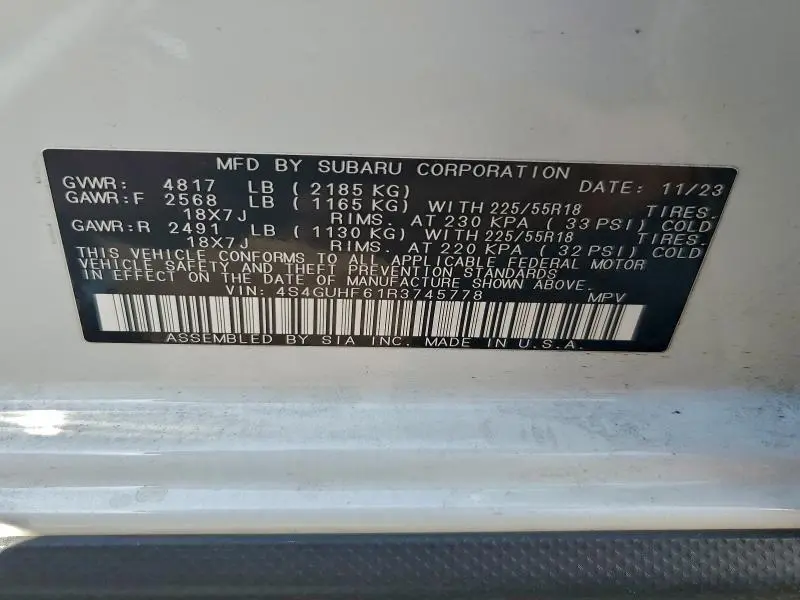 MFD BY SUBARU CORPORATION
GVWR: 4817 LB (2185 KG) DATE: 11/23
GAWR:F 2568 LB (1165 KG) WITH 225/55R18 TIRES.
18X7J RIMS. AT 230 KPA (33 PSI) COLD
GAWR:R 2491 LB (1130 KG) WITH 225/55R18 TIRES.
18X7J RIMS. AT 220 KPA (32 PSI) COLD
THIS VEHICLE CONFORMS TO ALL APPLICABLE FEDERAL MOTOR
VEHICLE SAFETY AND THEFT PREVENTION STANDARDS
IN EFFECT ON THE DATE OF MANUFACTURE SHOWN ABOVE.
VIN: 4S4GUHF61R3745778 MPV
ASSEMBLED BY SIA INC. MADE IN U.S.A.